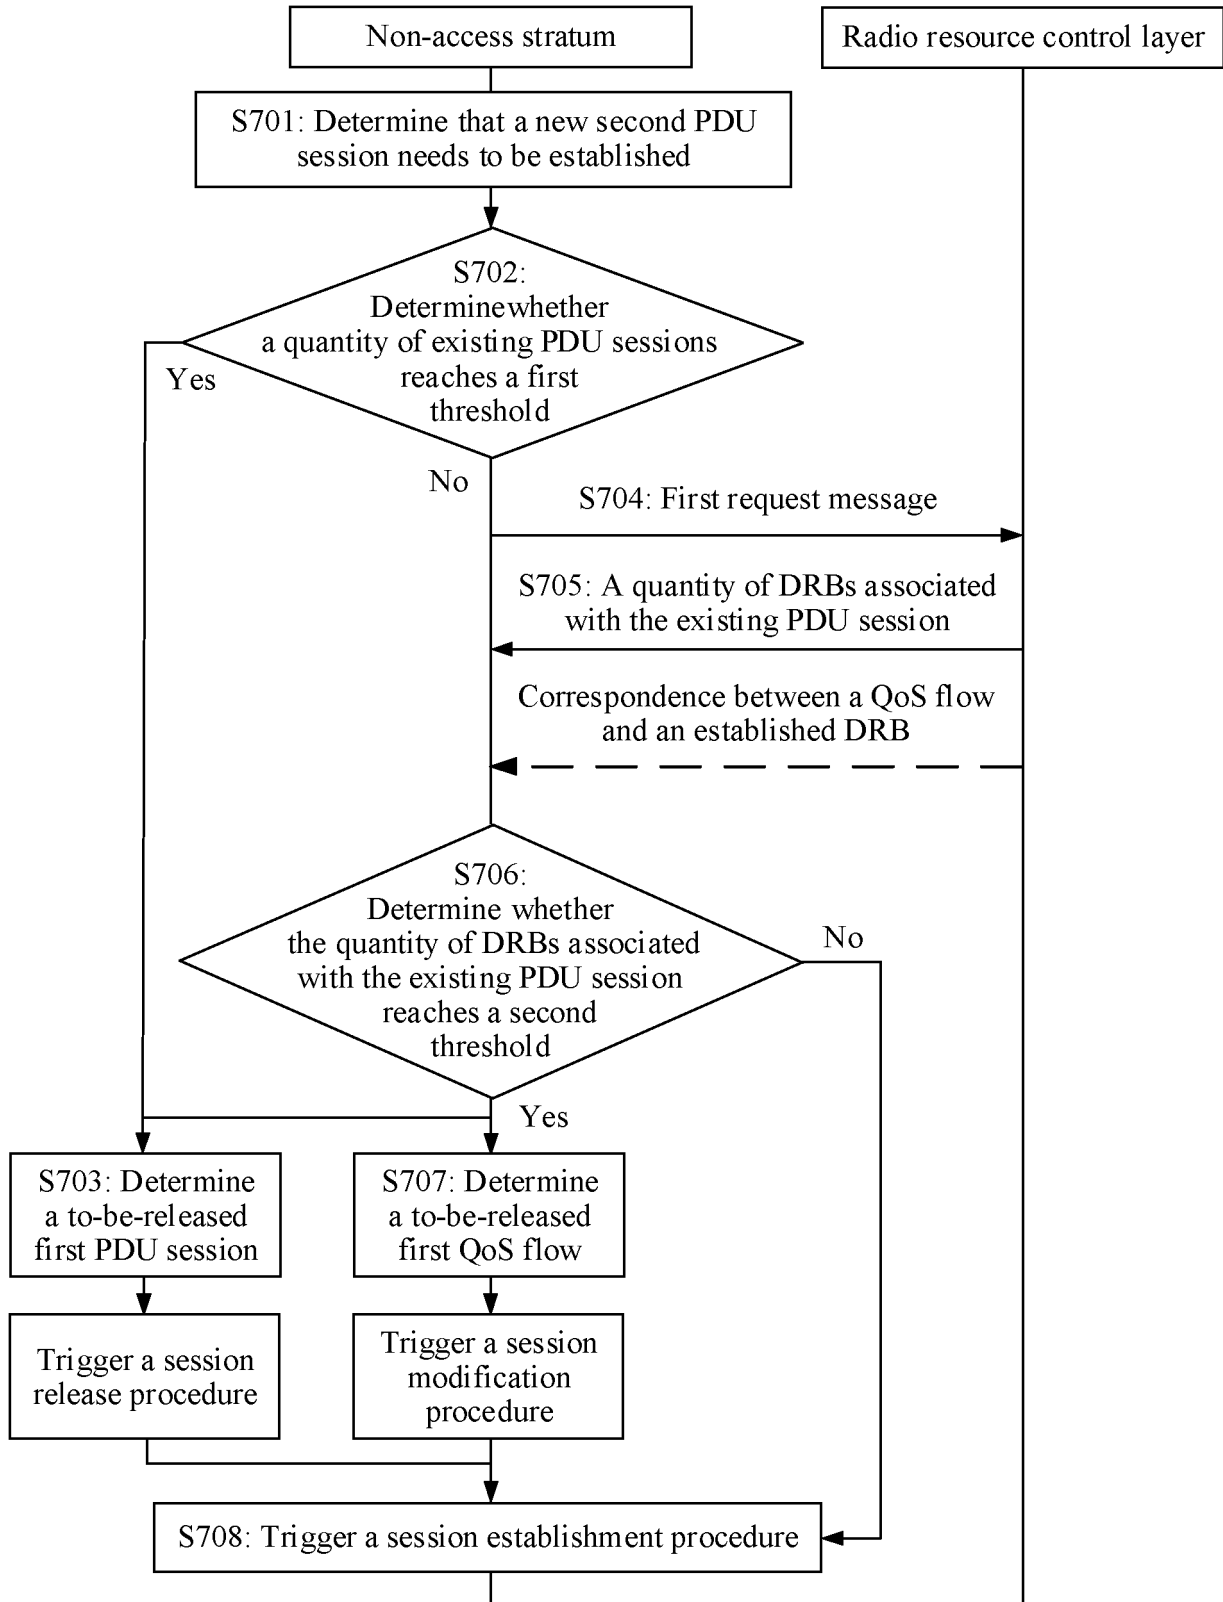 Non-access stratum
Radio resource control layer
S701: Determine that a new second PDU
session needs to be established
S702:
Determinewhether
a quantity of existing PDU sessions
reaches a first
threshold
Yes
No
S704: First request message
S705: A quantity of DRBs associated
with the existing PDU session
Correspondence between a QoS flow
and an established DRB
S706:
Determine whether
the quantity of DRBs associated
with the existing PDU session
reaches a second
threshold
No
Yes
S703: Determine
a to-be-released
first PDU session
S707: Determine
a to-be-released
first QoS flow
Trigger a session
release procedure
Trigger a session
modification
procedure
S708: Trigger a session establishment procedure